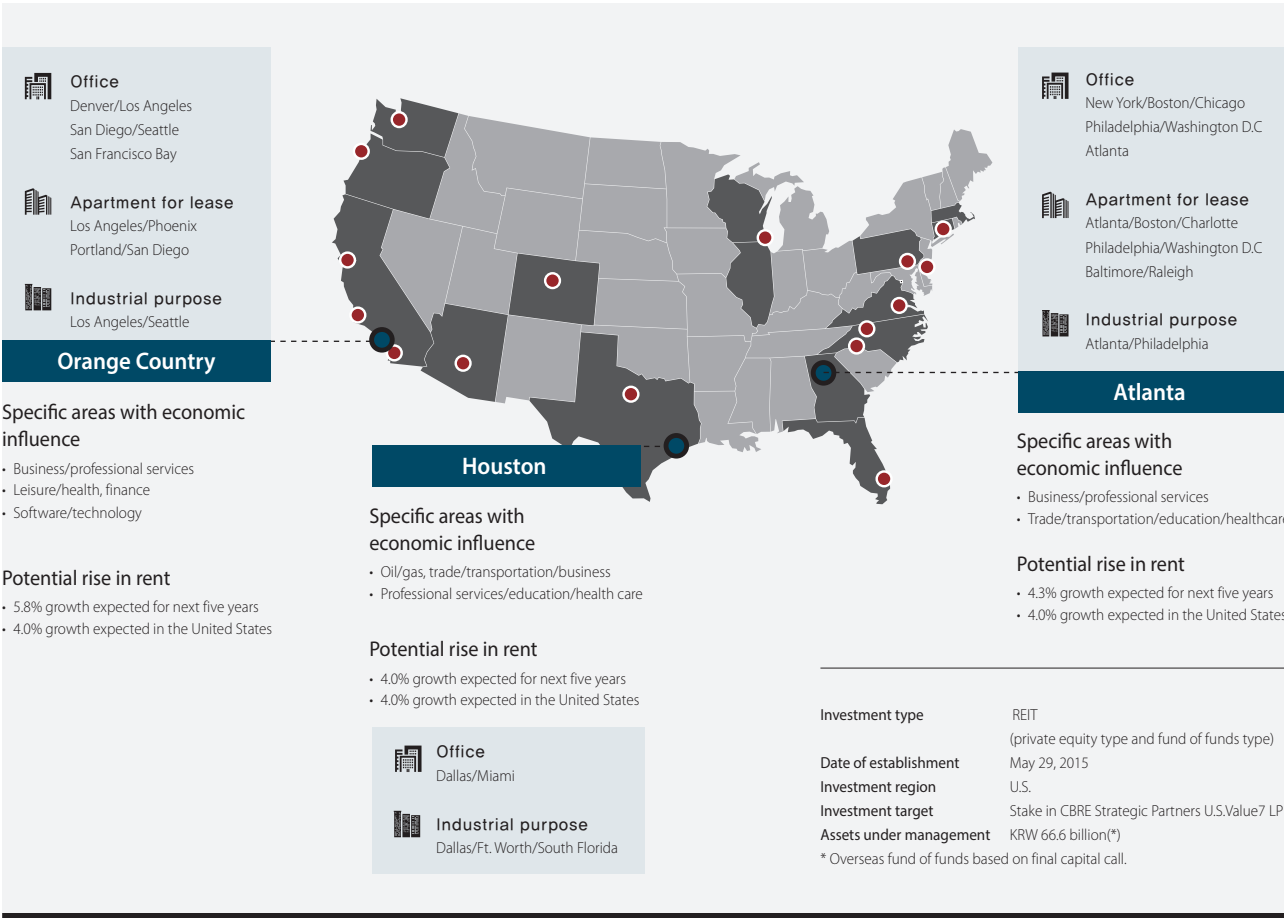 Office
Denver/Los Angeles
San Diego/Seattle
San Francisco Bay
Apartment for lease
Los Angeles/Phoenix
Portland/San Diego
Industrial purpose
Los Angeles/Seattle
Orange Country
Specific areas with economic
influence
• Business/professional services
• Leisure/health, finance
• Software/technology
Potential rise in rent
• 5.8% growth expected for next five years
• 4.0% growth expected in the United States
Houston
Specific areas with
economic influence
• Oil/gas, trade/transportation/business
• Professional services/education/health care
Potential rise in rent
• 4.0% growth expected for next five years
• 4.0% growth expected in the United States
Office
Dallas/Miami
Industrial purpose
Dallas/Ft. Worth/South Florida
Office
New York/Boston/Chicago
Philadelphia/Washington D.C
Atlanta
Apartment for lease
Atlanta/Boston/Charlotte
Philadelphia/Washington D.C
Baltimore/Raleigh
Industrial purpose
Atlanta/Philadelphia
Atlanta
Specific areas with
economic influence
• Business/professional services
• Trade/transportation/education/healthcare
Potential rise in rent
• 4.3% growth expected for next five years
• 4.0% growth expected in the United States
Investment type REIT
(private equity type and fund of funds type)
Date of establishment May 29, 2015
Investment region U.S.
Investment target Stake in CBRE Strategic Partners U.S.Value7 LP
Assets under management KRW 66.6 billion(*)
* Overseas fund of funds based on final capital call.